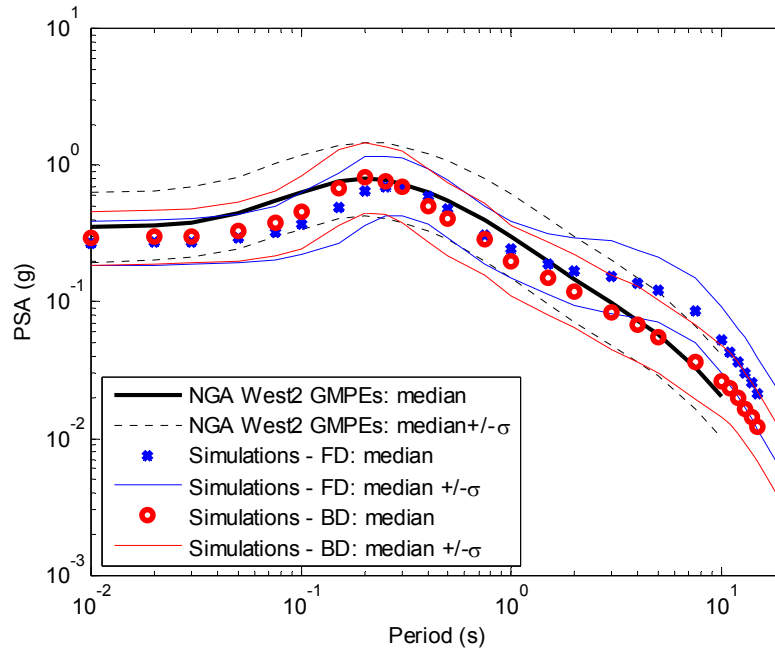 10^1
10^0
10^-1
10^-2
10^-3
PSA (g)
NGA West2 GMPEs: median
NGA West2 GMPEs: median+/-σ
Simulations - FD: median
Simulations - FD: median +/-σ
Simulations - BD: median
Simulations - BD: median +/-σ
10^-2 10^-1 10^0 10^1
Period (s)